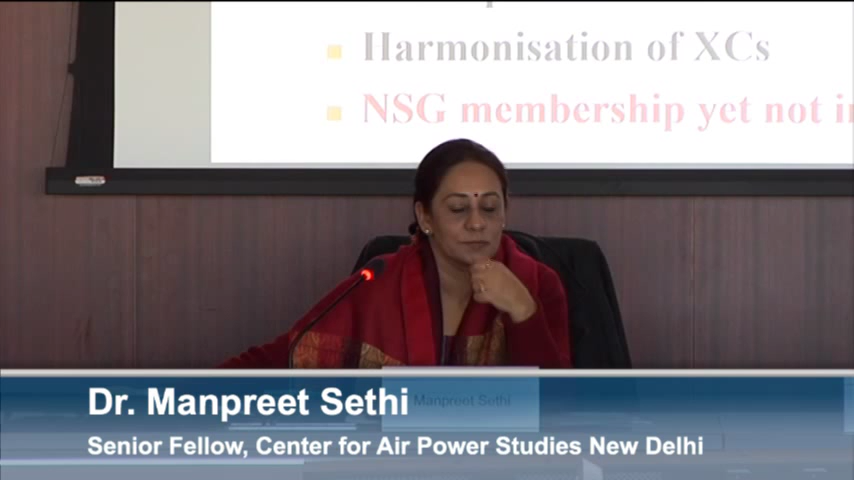 Harmonisation of XCs
NSG membership yet not
Manpreet Sethi
Dr. Manpreet Sethi
Senior Fellow, Center for Air Power Studies New Delhi